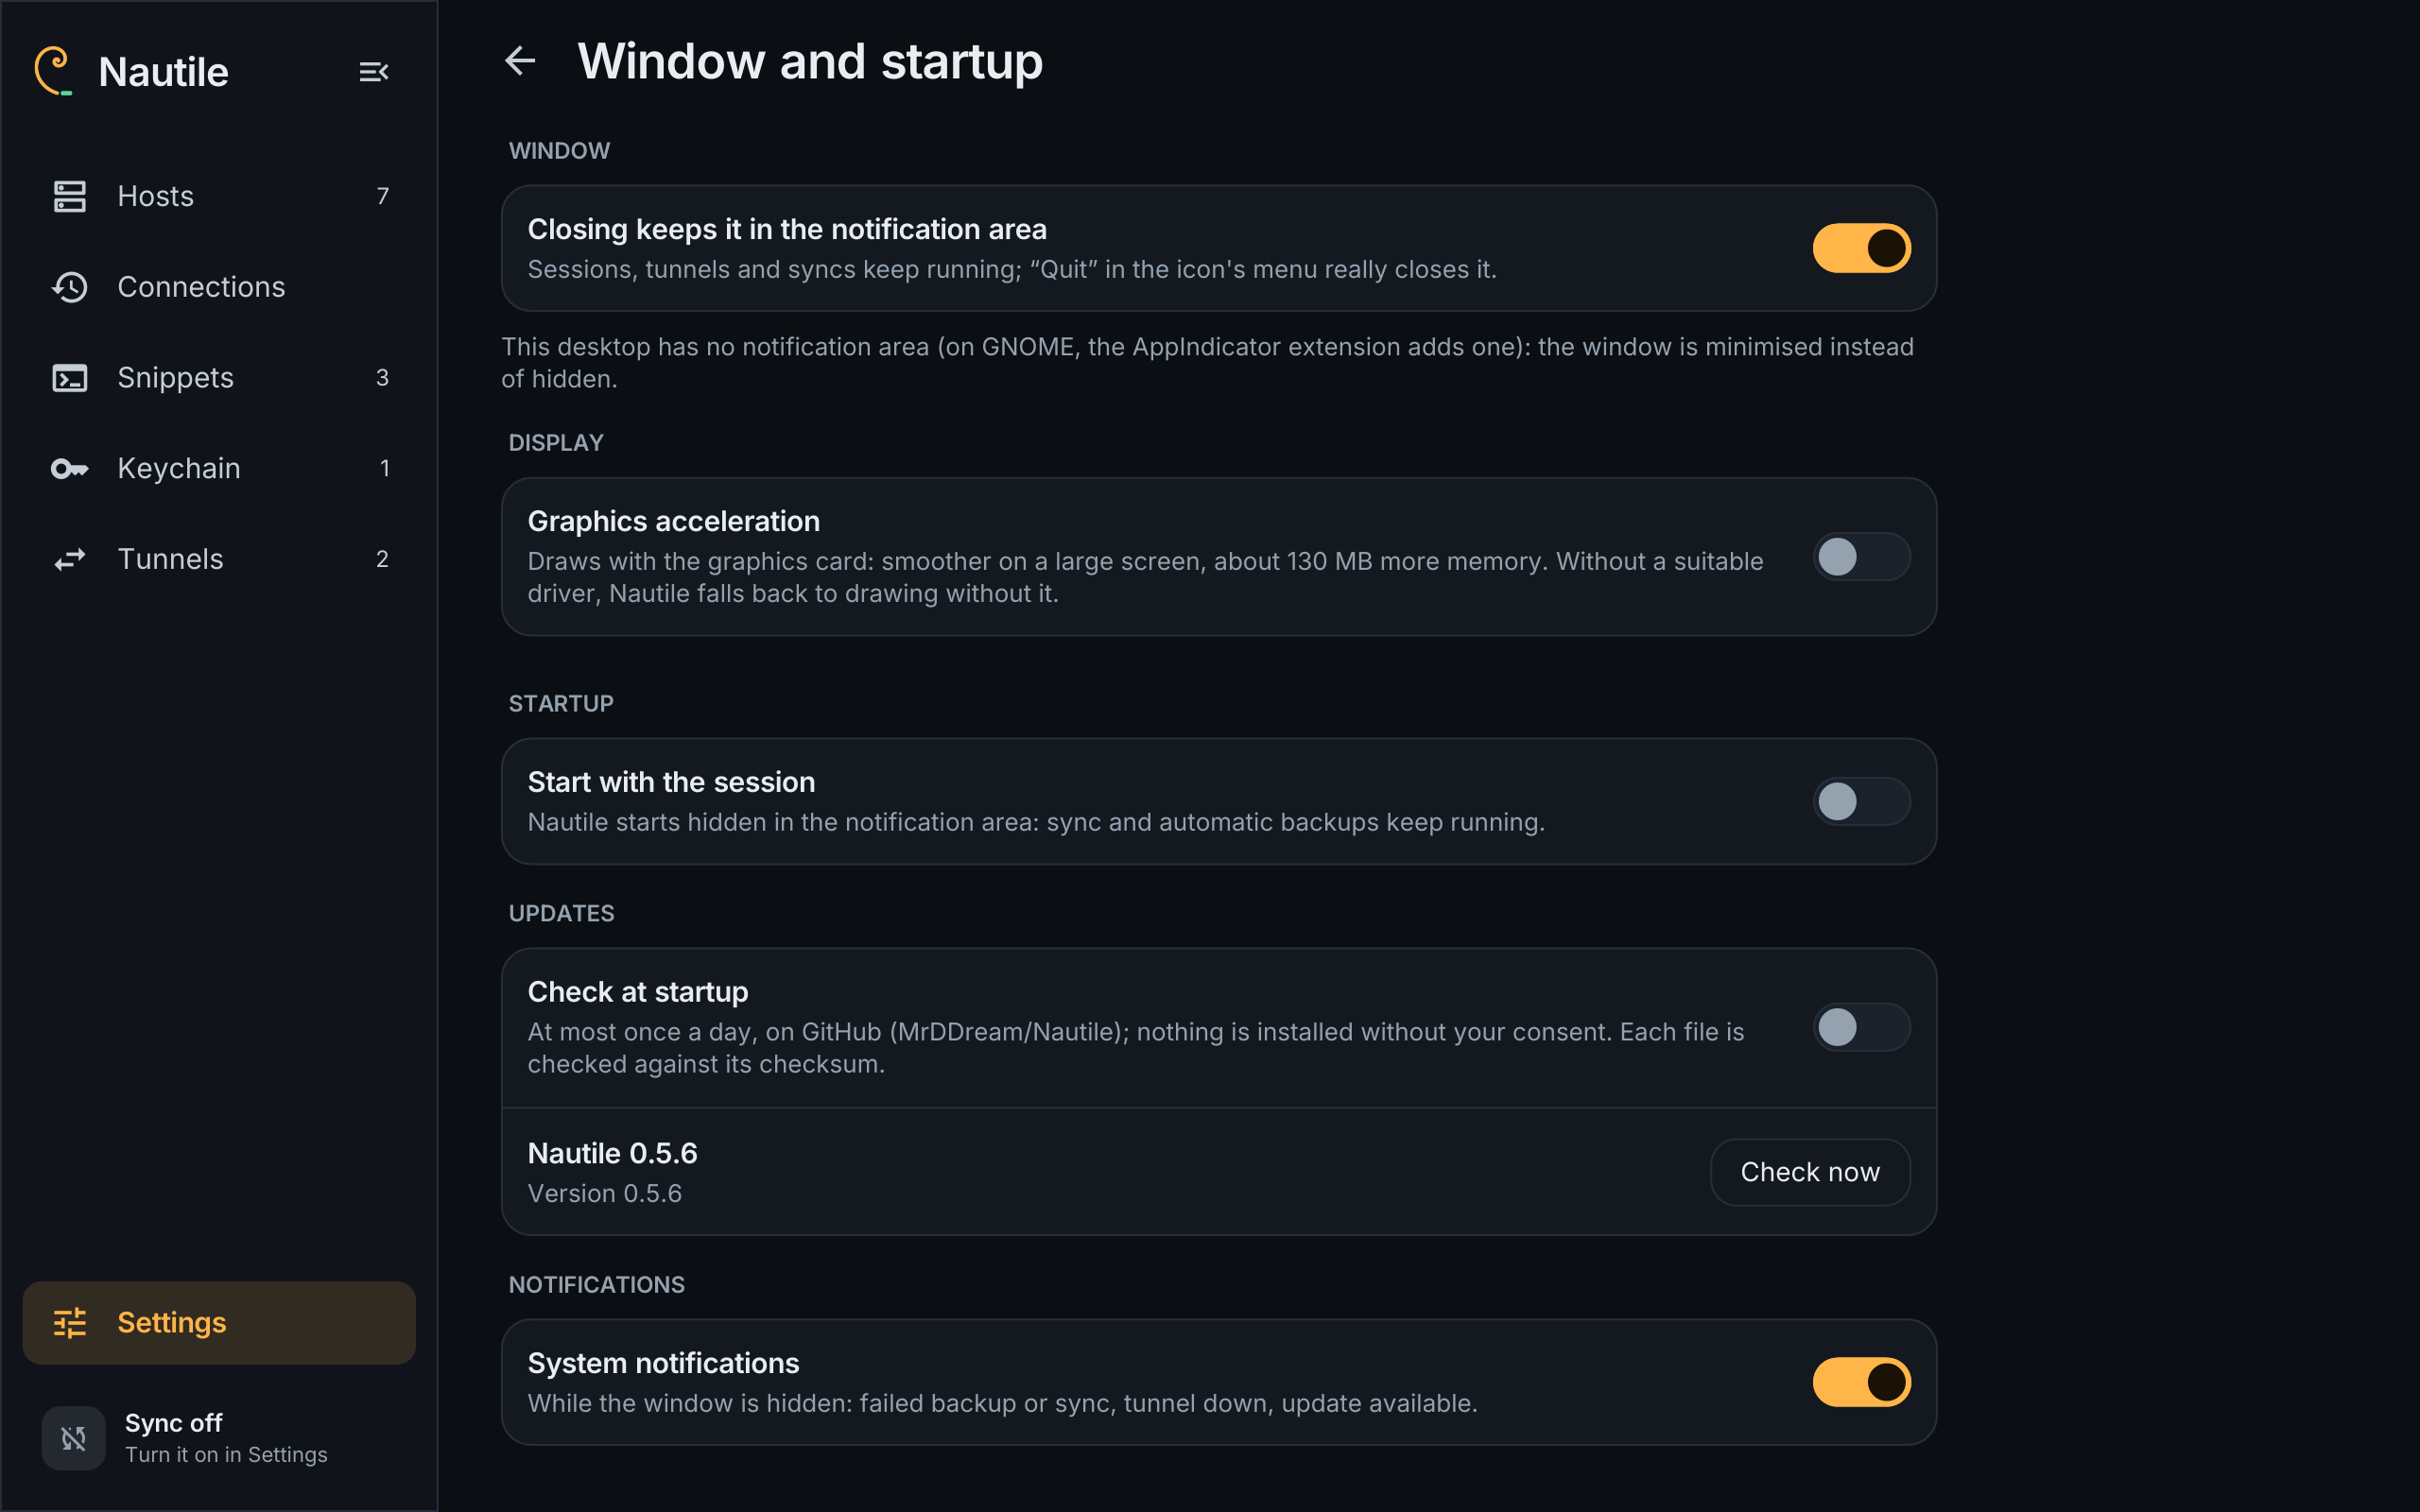 Nautile
Hosts 7
Connections
Snippets 3
Keychain 1
Tunnels 2
Settings
Sync off
Turn it on in Settings
Window and startup
WINDOW
Closing keeps it in the notification area
Sessions, tunnels and syncs keep running; “Quit” in the icon's menu really closes it.
This desktop has no notification area (on GNOME, the AppIndicator extension adds one): the window is minimised instead
of hidden.
DISPLAY
Graphics acceleration
Draws with the graphics card: smoother on a large screen, about 130 MB more memory. Without a suitable
driver, Nautile falls back to drawing without it.
STARTUP
Start with the session
Nautile starts hidden in the notification area: sync and automatic backups keep running.
UPDATES
Check at startup
At most once a day, on GitHub (MrDDream/Nautile); nothing is installed without your consent. Each file is
checked against its checksum.
Nautile 0.5.6
Version 0.5.6
Check now
NOTIFICATIONS
System notifications
While the window is hidden: failed backup or sync, tunnel down, update available.